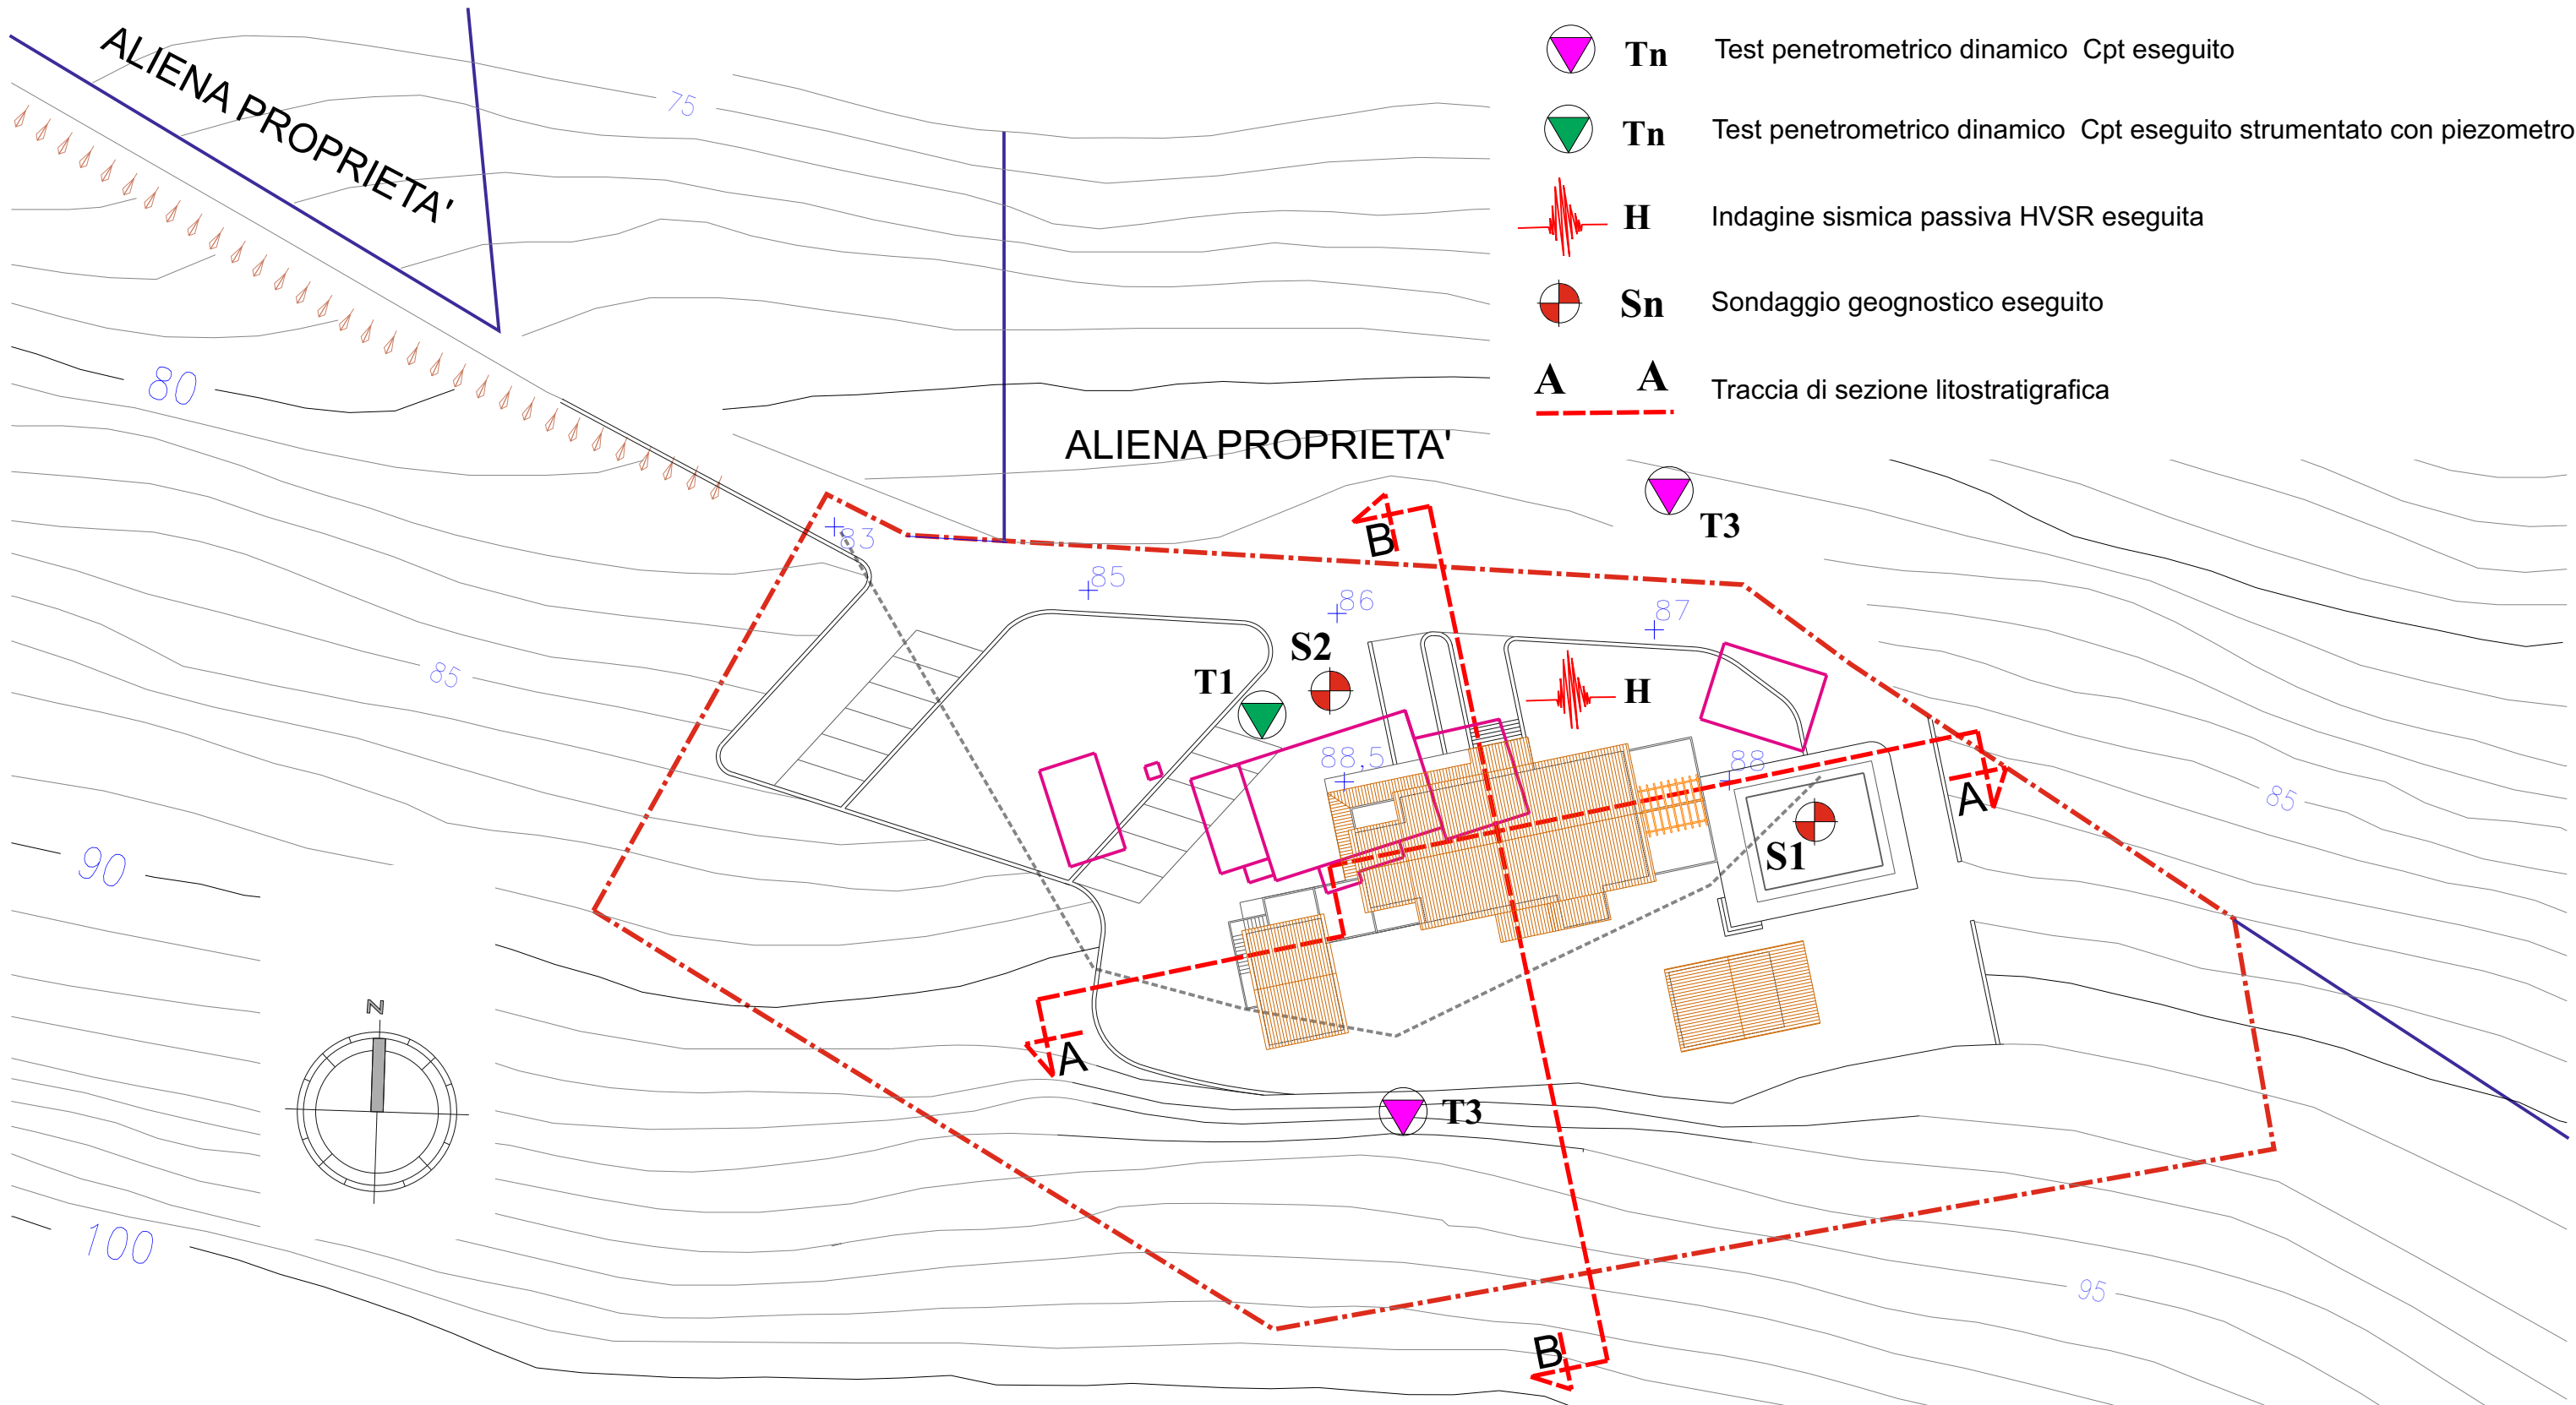 Tn Test penetrometrico dinamico Cpt eseguito
Tn Test penetrometrico dinamico Cpt eseguito strumentato con piezometro
H Indagine sismica passiva HVSR eseguita
Sn Sondaggio geognostico eseguito
A A Traccia di sezione litostratigrafica
ALIENA PROPRIETA'
75
80
ALIENA PROPRIETA'
T3
B
83
85
86
87
S2
T1
H
85
88,5
88
A
85
S1
90
N
A
T3
100
95
B